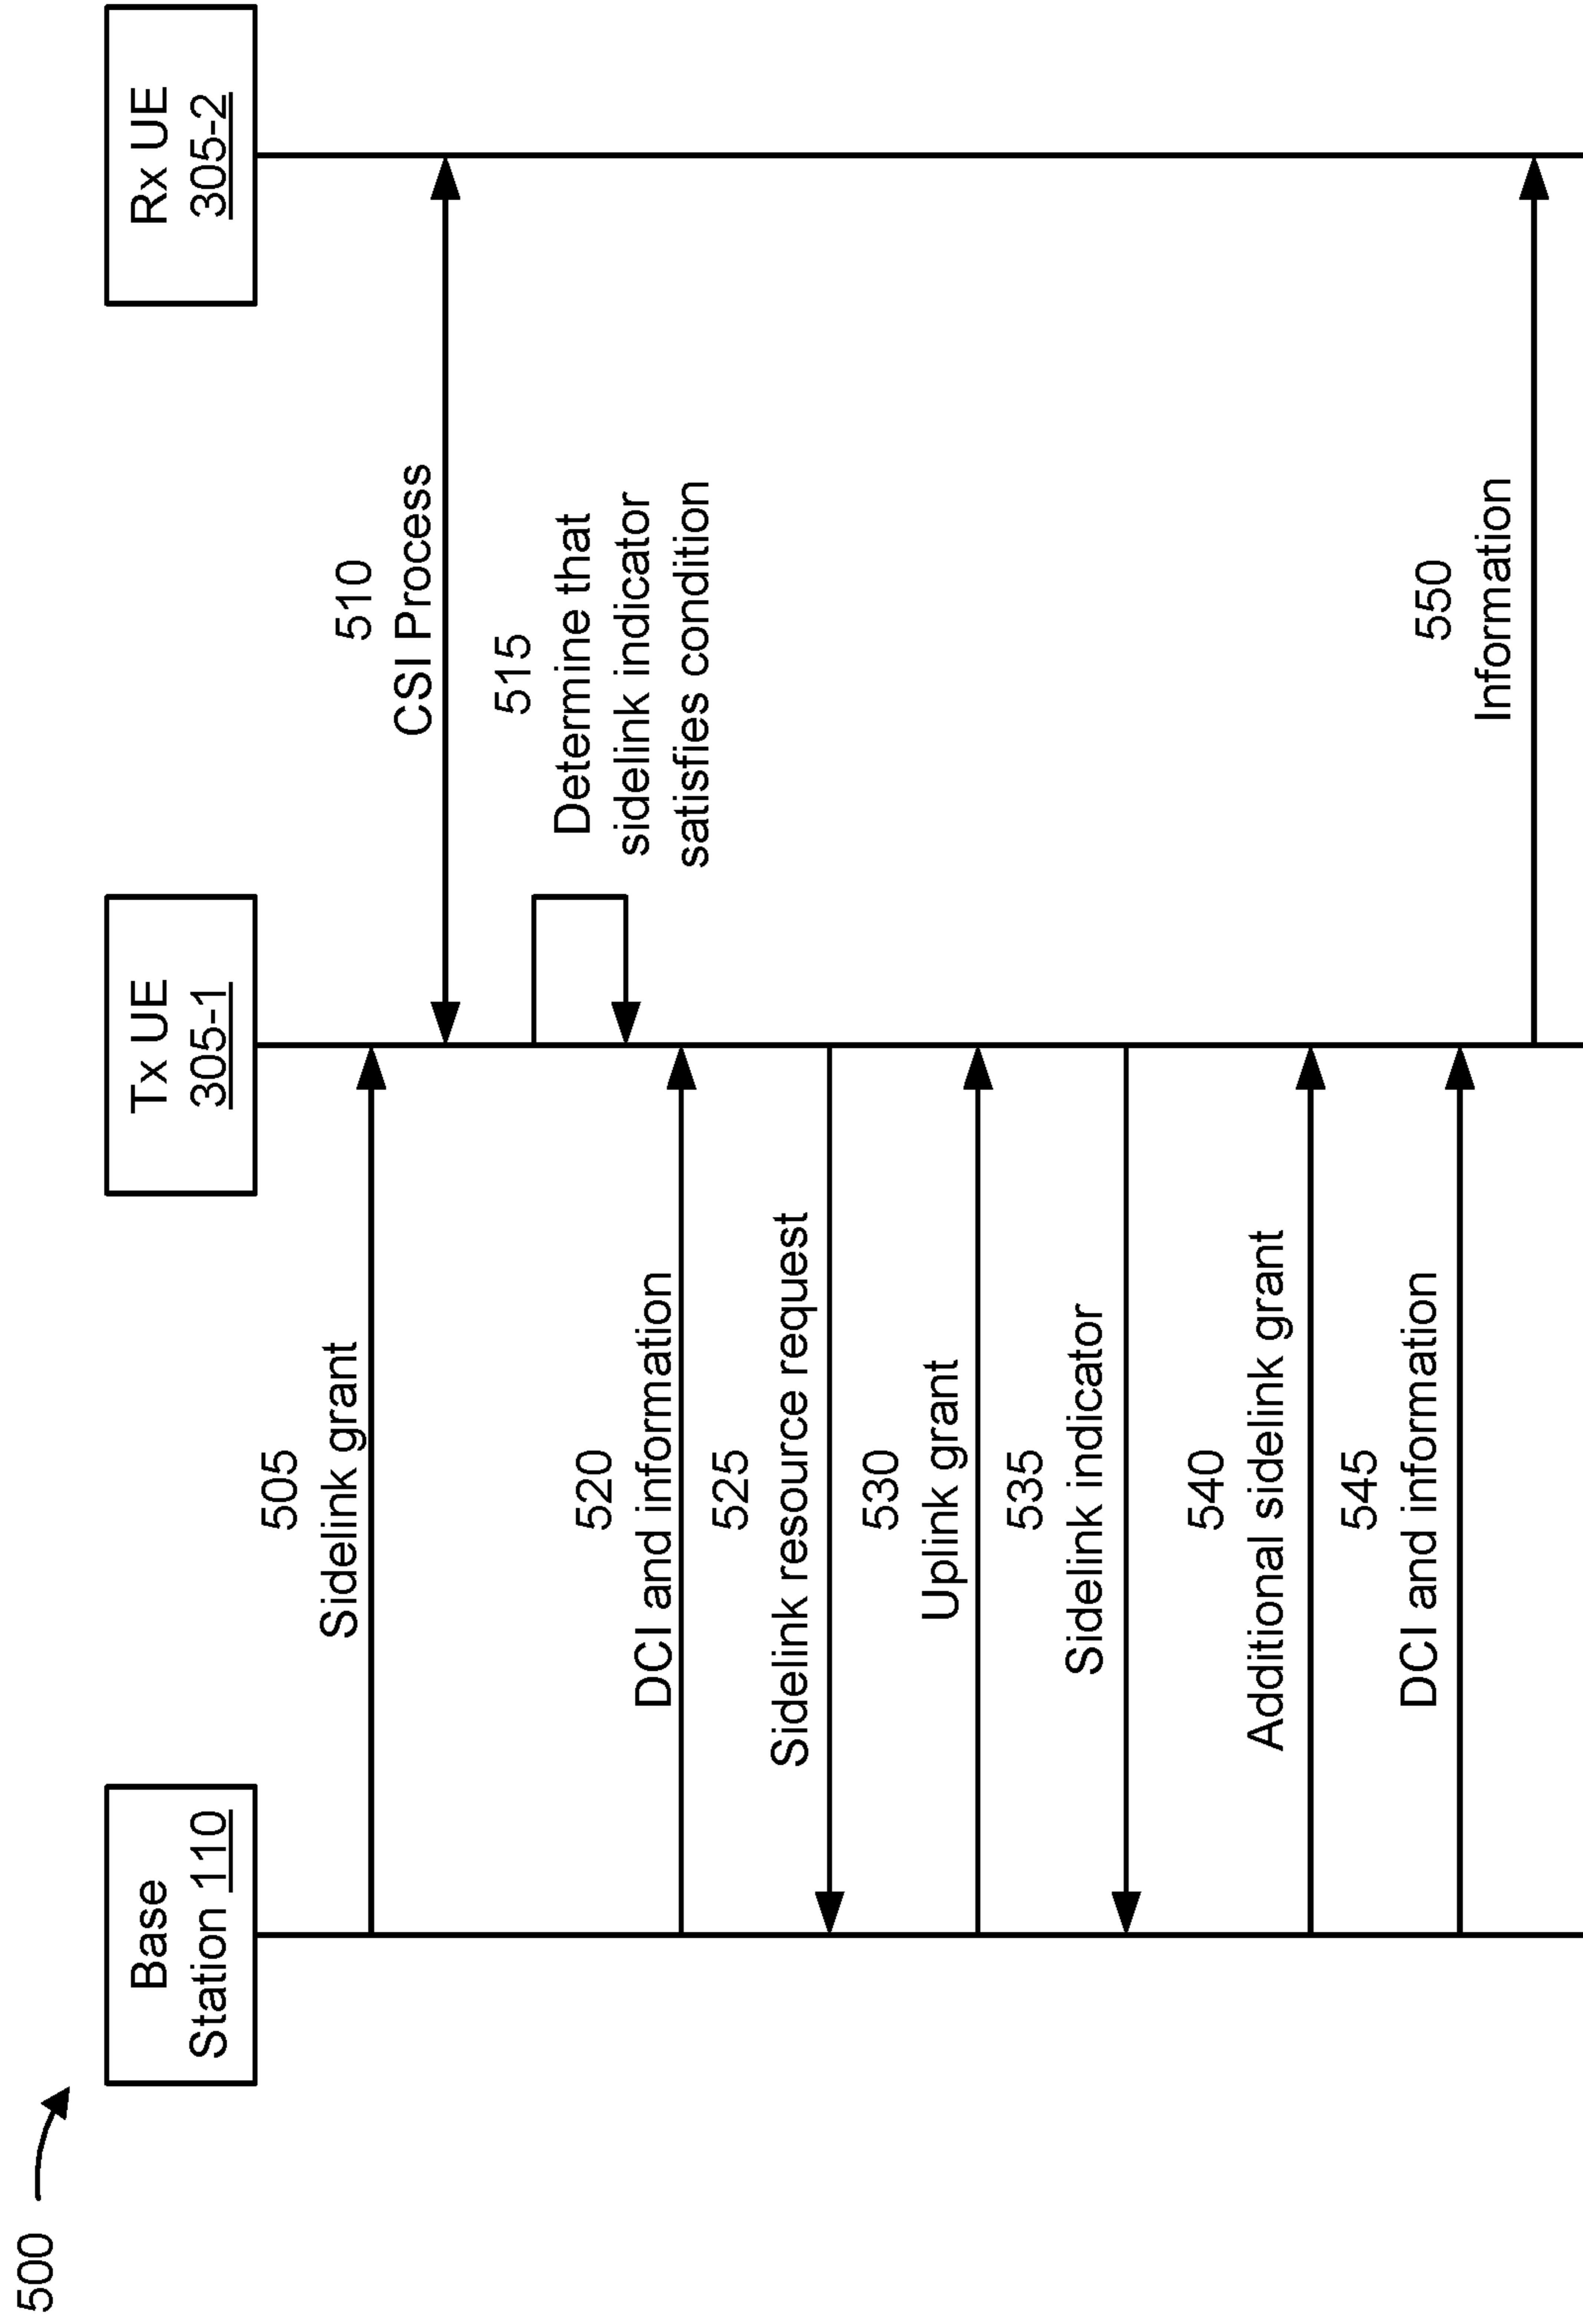 500
Base
Station 110
Tx UE
305-1
Rx UE
305-2
505
Sidelink grant
510
CSI Process
515
Determine that
sidelink indicator
satisfies condition
520
DCI and information
525
Sidelink resource request
530
Uplink grant
535
Sidelink indicator
540
Additional sidelink grant
545
DCI and information
550
Information